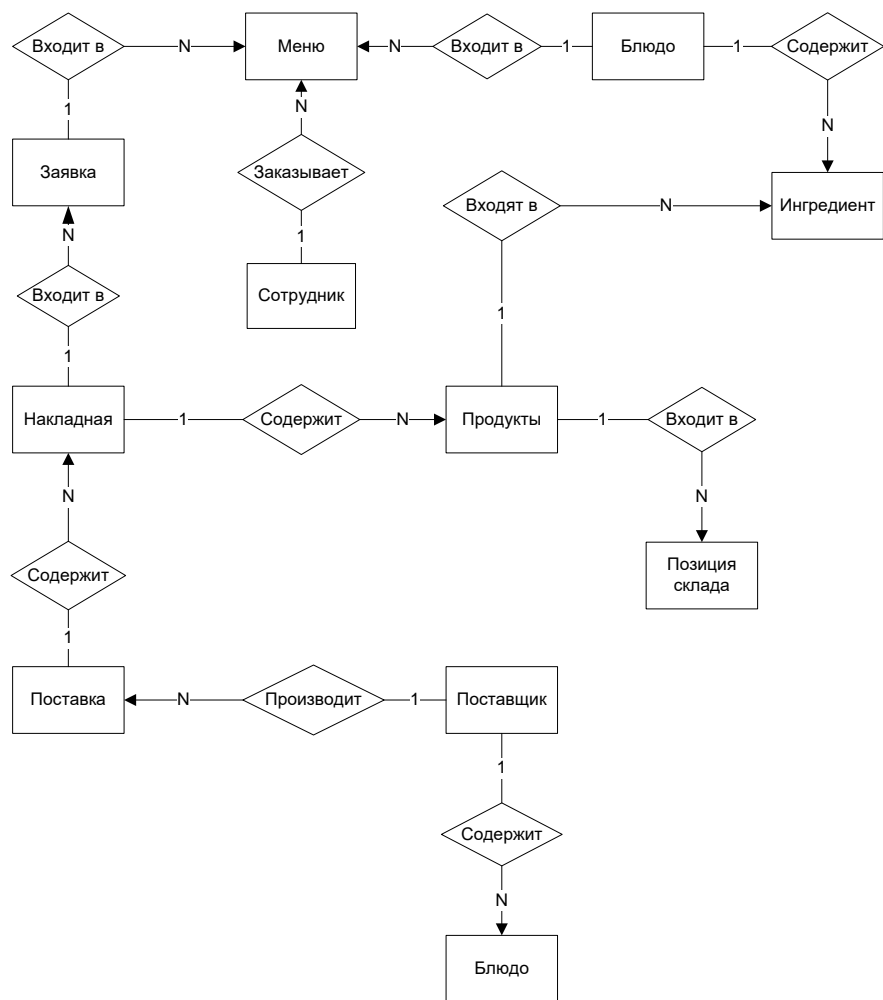 Входит в
N
Меню
N
Входит в
1
Блюдо
1
Содержит
1
N
N
Заявка
Заказывает
Входят в
N
Ингредиент
N
1
Входит в
Сотрудник
1
1
Накладная
1
Содержит
N
Продукты
1
Входит в
N
N
Содержит
Позиция
склада
1
Поставка
N
Производит
1
Поставщик
1
Содержит
N
Блюдо